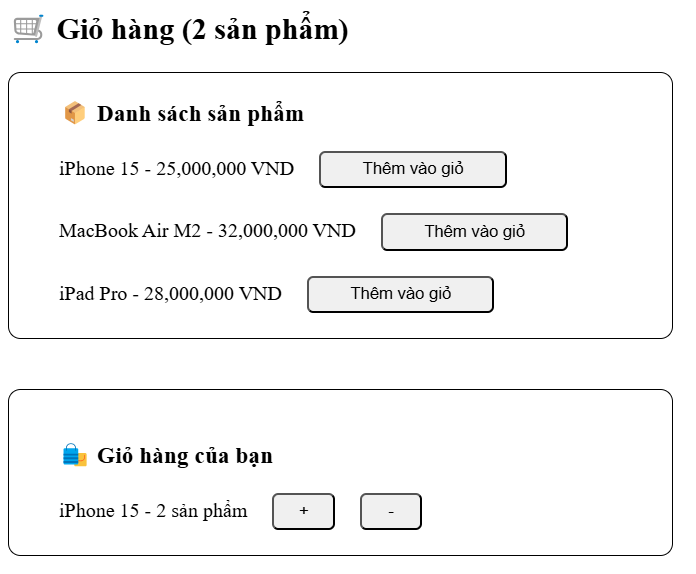 Giỏ hàng (2 sản phẩm)
Danh sách sản phẩm
iPhone 15 - 25,000,000 VND Thêm vào giỏ
MacBook Air M2 - 32,000,000 VND Thêm vào giỏ
iPad Pro - 28,000,000 VND Thêm vào giỏ
Giỏ hàng của bạn
iPhone 15 - 2 sản phẩm + -